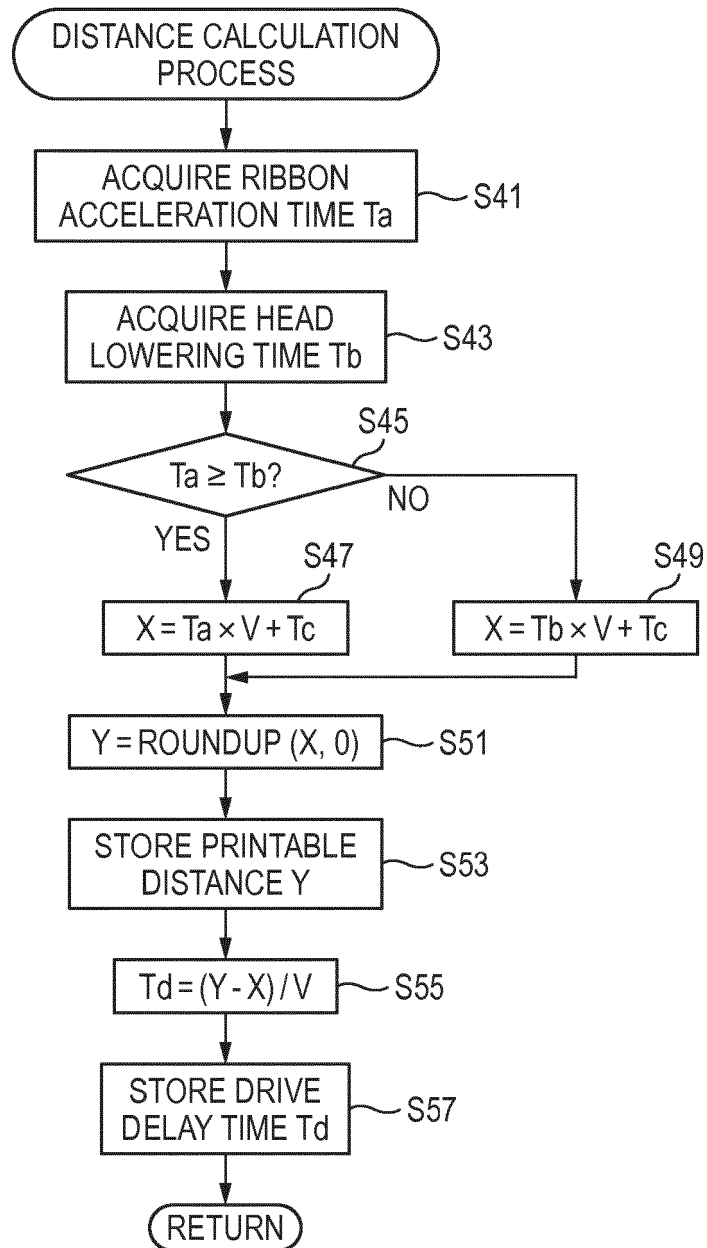 DISTANCE CALCULATION
PROCESS
ACQUIRE RIBBON
ACCELERATION TIME Ta
S41
ACQUIRE HEAD
LOWERING TIME Tb
S43
S45
Ta ≥ Tb?
NO
YES
S47
S49
X = Ta × V + Tc
X = Tb × V + Tc
Y = ROUNDUP (X, 0)
S51
STORE PRINTABLE
DISTANCE Y
S53
Td = (Y - X) / V
S55
STORE DRIVE
DELAY TIME Td
S57
RETURN